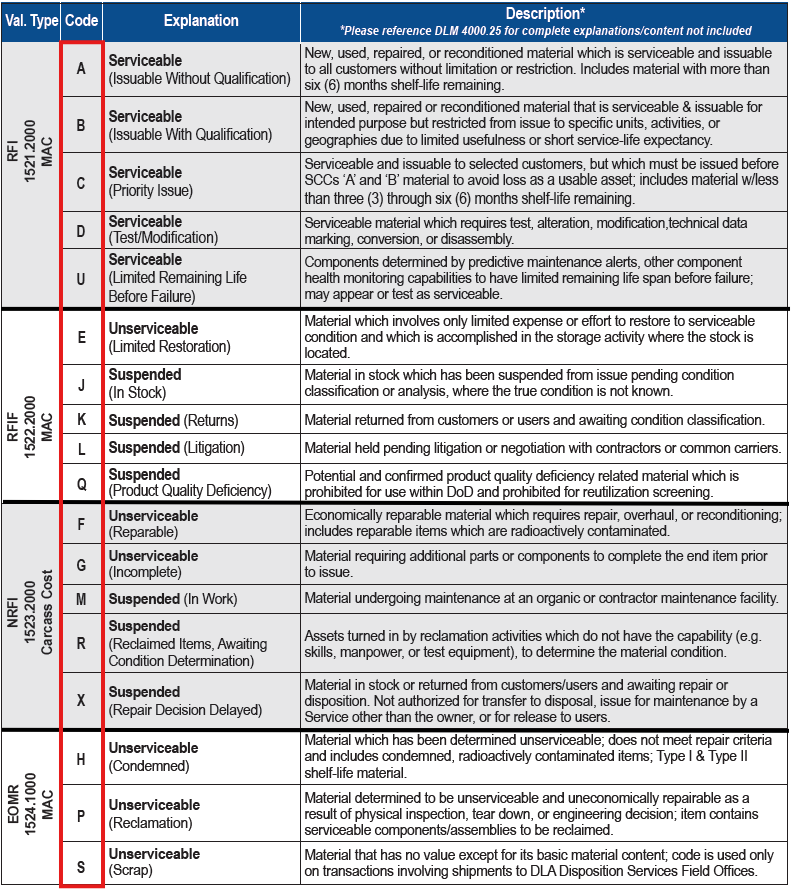 Val. Type Code Explanation Description*
*Please reference DLM 4000.25 for complete explanations/content not included
RFI
1521.2000
MAC
A
Serviceable
(Issuable Without Qualification)
New, used, repaired, or reconditioned material which is serviceable and issuable
to all customers without limitation or restriction. Includes material with more than
six (6) months shelf-life remaining.
B
Serviceable
(Issuable With Qualification)
New, used, repaired or reconditioned material that is serviceable & issuable for
intended purpose but restricted from issue to specific units, activities, or
geographies due to limited usefulness or short service-life expectancy.
C
Serviceable
(Priority Issue)
Serviceable and issuable to selected customers, but which must be issued before
SCCs ‘A’ and ‘B’ material to avoid loss as a usable asset; includes material w/less
than three (3) through six (6) months shelf-life remaining.
D
Serviceable
(Test/Modification)
Serviceable material which requires test, alteration, modification,technical data
marking, conversion, or disassembly.
U
Serviceable
(Limited Remaining Life
Before Failure)
Components determined by predictive maintenance alerts, other component
health monitoring capabilities to have limited remaining life span before failure;
may appear or test as serviceable.
RFIF
1522.2000
MAC
E
Unserviceable
(Limited Restoration)
Material which involves only limited expense or effort to restore to serviceable
condition and which is accomplished in the storage activity where the stock is
located.
J
Suspended
(In Stock)
Material in stock which has been suspended from issue pending condition
classification or analysis, where the true condition is not known.
K
Suspended (Returns)
Material returned from customers or users and awaiting condition classification.
L
Suspended (Litigation)
Material held pending litigation or negotiation with contractors or common carriers.
Q
Suspended
(Product Quality Deficiency)
Potential and confirmed product quality deficiency related material which is
prohibited for use within DoD and prohibited for reutilization screening.
NRFI
1523.2000
Carcass Cost
F
Unserviceable
(Reparable)
Economically reparable material which requires repair, overhaul, or reconditioning;
includes reparable items which are radioactively contaminated.
G
Unserviceable
(Incomplete)
Material requiring additional parts or components to complete the end item prior
to issue.
M
Suspended (In Work)
Material undergoing maintenance at an organic or contractor maintenance facility.
R
Suspended
(Reclaimed Items, Awaiting
Condition Determination)
Assets turned in by reclamation activities which do not have the capability (e.g.
skills, manpower, or test equipment), to determine the material condition.
X
Suspended
(Repair Decision Delayed)
Material in stock or returned from customers/users and awaiting repair or
disposition. Not authorized for transfer to disposal, issue for maintenance by a
Service other than the owner, or for release to users.
EOMR
1524.1000
MAC
H
Unserviceable
(Condemned)
Material which has been determined unserviceable; does not meet repair criteria
and includes condemned, radioactively contaminated items; Type I & Type II
shelf-life material.
P
Unserviceable
(Reclamation)
Material determined to be unserviceable and uneconomically repairable as a
result of physical inspection, tear down, or engineering decision; item contains
serviceable components/assemblies to be reclaimed.
S
Unserviceable
(Scrap)
Material that has no value except for its basic material content; code is used only
on transactions involving shipments to DLA Disposition Services Field Offices.